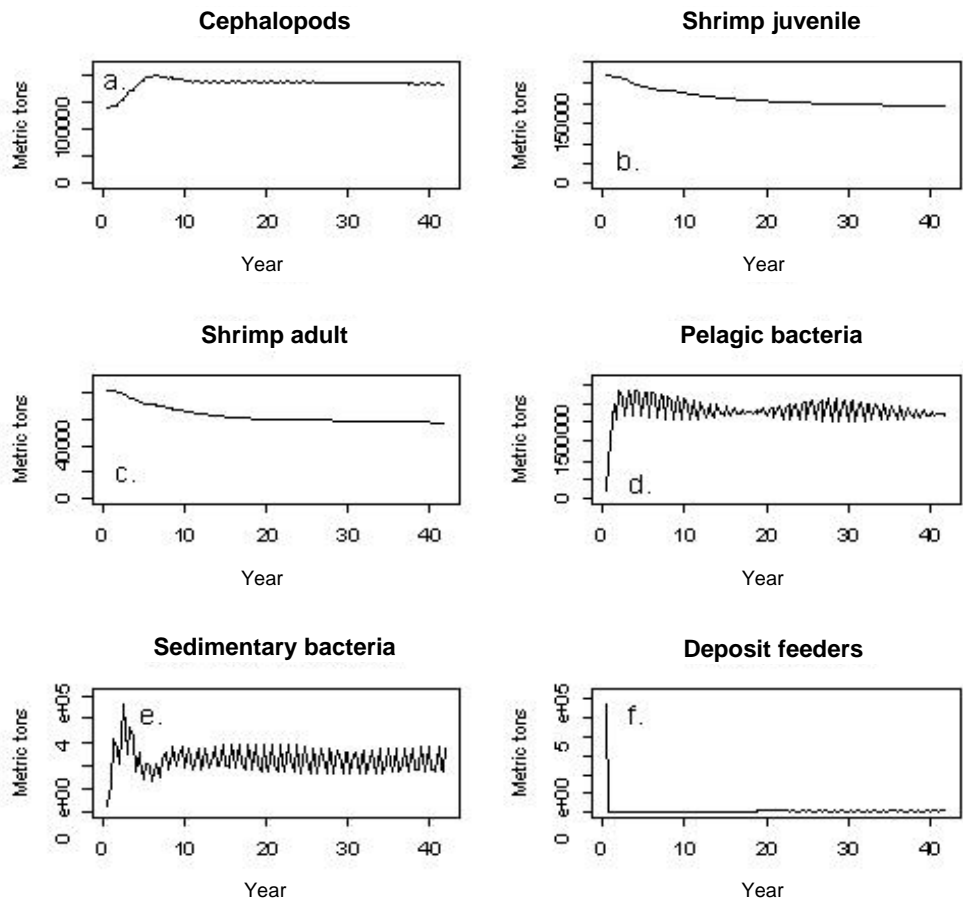 Cephalopods
Metric tons
0 100000
a.
0 10 20 30 40
Year
Shrimp juvenile
Metric tons
0 150000
b.
0 10 20 30 40
Year
Shrimp adult
Metric tons
0 40000
c.
0 10 20 30 40
Year
Pelagic bacteria
Metric tons
0 1500000
d.
0 10 20 30 40
Year
Sedimentary bacteria
Metric tons
0 e+00 4 e+05
e.
0 10 20 30 40
Year
Deposit feeders
Metric tons
0 e+00 5 e+05
f.
0 10 20 30 40
Year